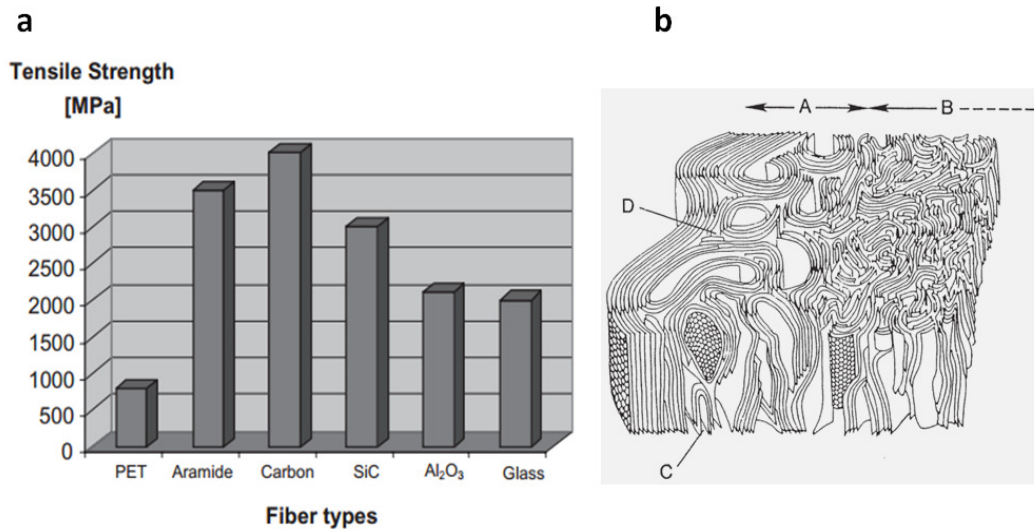 a
b
Tensile Strength
[MPa]
4000
3500
3000
2500
2000
1500
1000
500
0
PET Aramide Carbon SiC Al₂O₃ Glass
Fiber types
A B
D
C